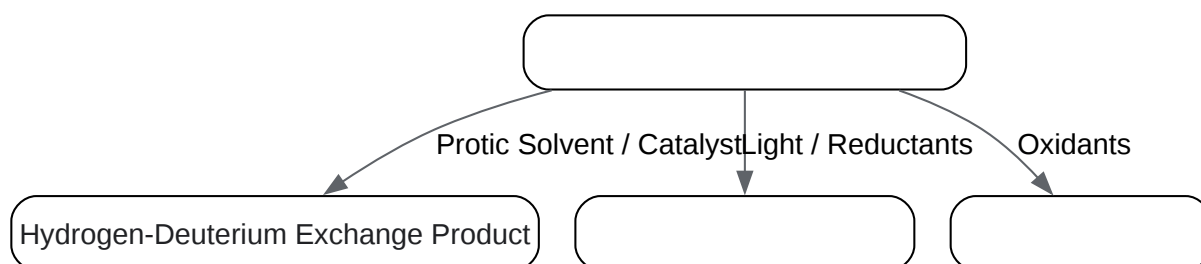 Protic Solvent / Catalyst
Light / Reductants
Oxidants
Hydrogen-Deuterium Exchange Product